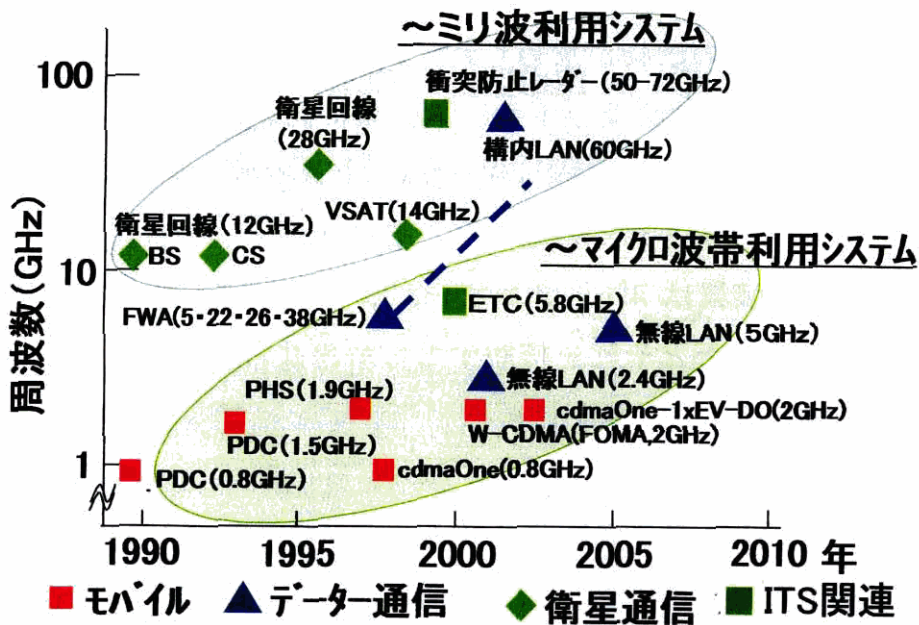 ～ミリ波利用システム
100
衝突防止レーダー(50-72GHz)
衛星回線
(28GHz)
構内LAN(60GHz)
VSAT(14GHz)
衛星回線(12GHz)
BS
CS
～マイクロ波帯利用システム
10
周波数(GHz)
FWA(5・22・26・38GHz)
ETC(5.8GHz)
無線LAN(5GHz)
無線LAN(2.4GHz)
PHS(1.9GHz)
cdmaOne-1xEV-DO(2GHz)
W-CDMA(FOMA,2GHz)
PDC(1.5GHz)
1
PDC(0.8GHz)
cdmaOne(0.8GHz)
1990 1995 2000 2005 2010 年
モバイル データー通信 衛星通信 ITS関連